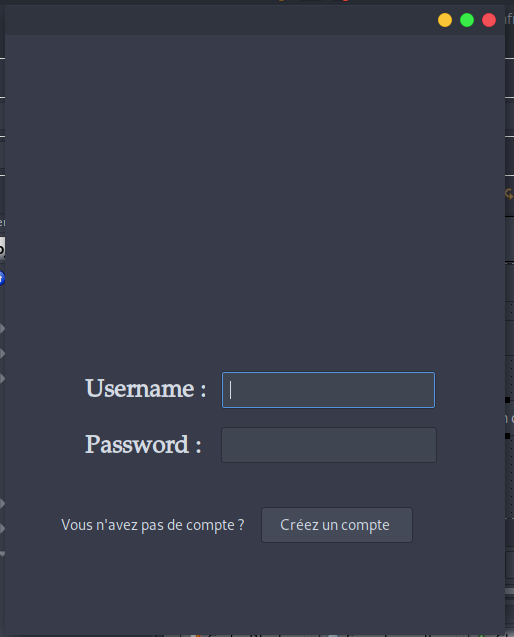 Username :
Password :
Vous n'avez pas de compte ? Créez un compte